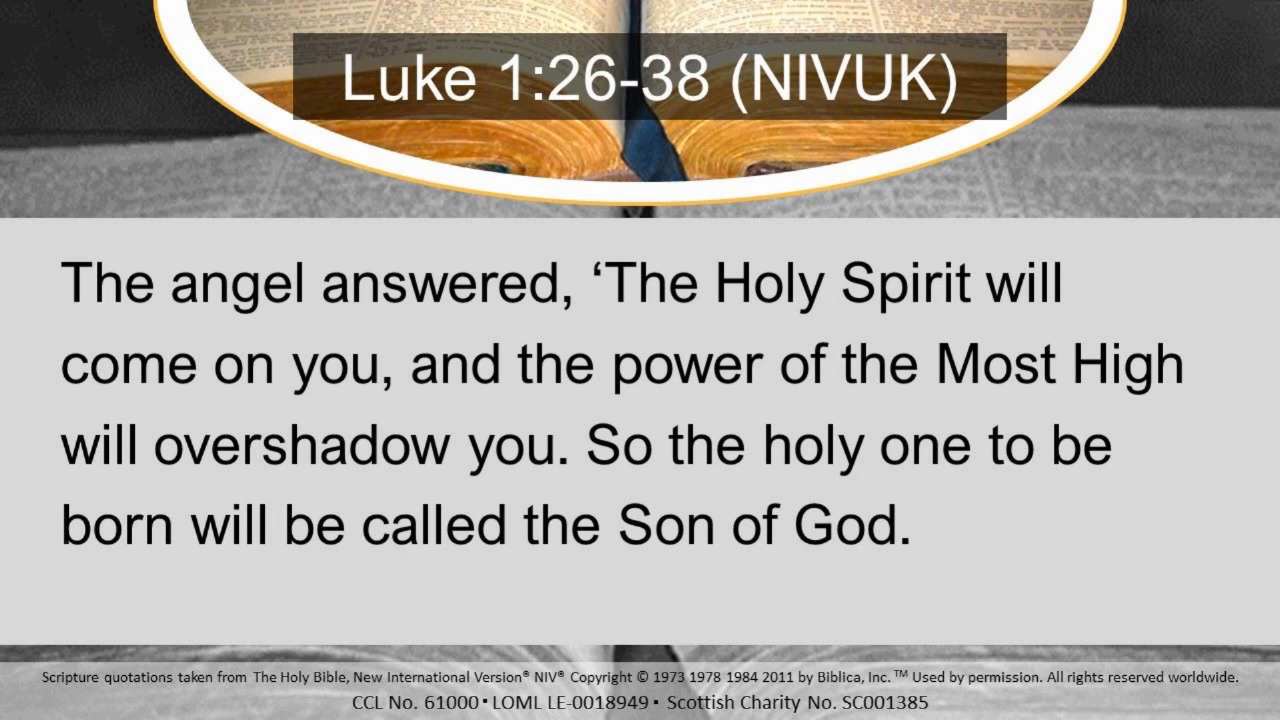 Luke 1:26-38 (NIVUK)
The angel answered, ‘The Holy Spirit will
come on you, and the power of the Most High
will overshadow you. So the holy one to be
born will be called the Son of God.
Scripture quotations taken from The Holy Bible, New International Version® NIV® Copyright © 1973 1978 1984 2011 by Biblica, Inc.™ Used by permission. All rights reserved worldwide.
CCL No. 61000▪LOML LE-0018949▪ Scottish Charity No. SC001385